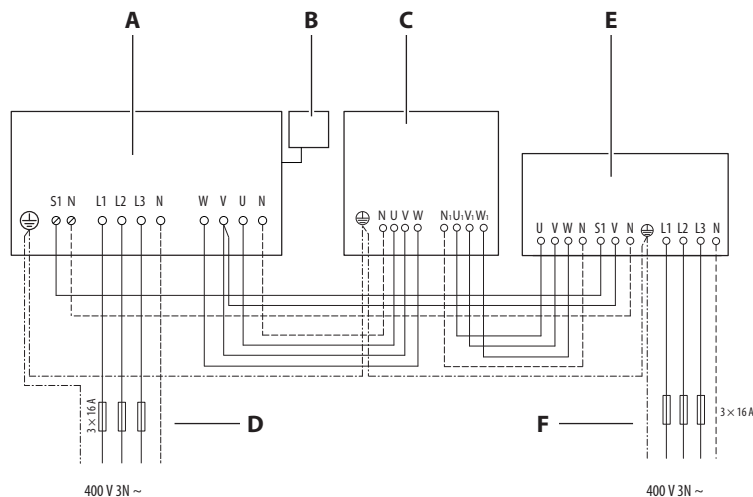 A B C E
S1 N L1 L2 L3 N W V U N
N U V W N1 U1 V1 W1
U V W N S1 V N L1 L2 L3 N
3 × 16 A
D
F
3 × 16 A
400 V 3N ~
400 V 3N ~